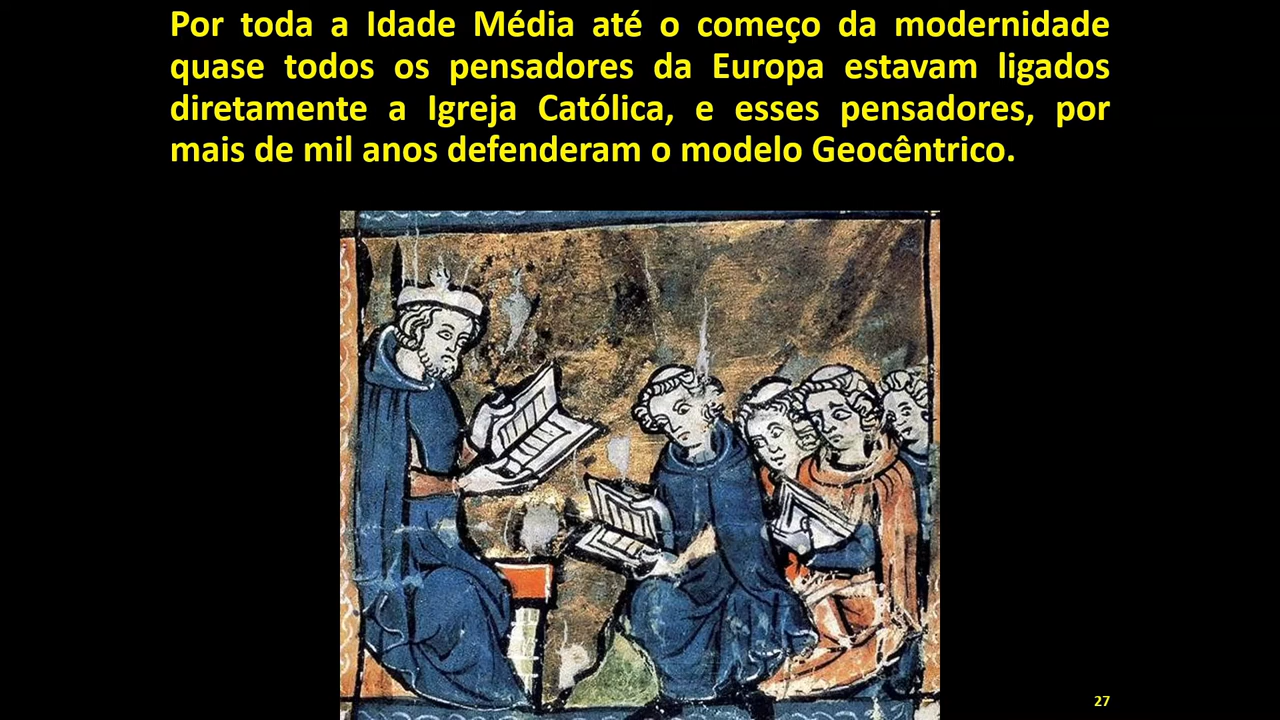 Por toda a Idade Média até o começo da modernidade
quase todos os pensadores da Europa estavam ligados
diretamente a Igreja Católica, e esses pensadores, por
mais de mil anos defenderam o modelo Geocêntrico.
27